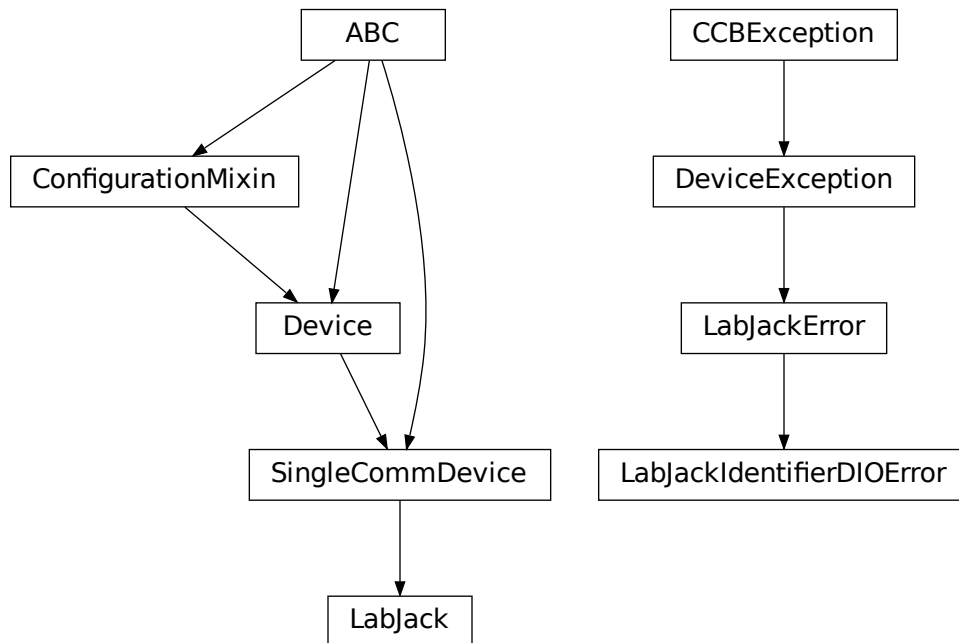 ABC
CCBException
ConfigurationMixin
DeviceException
Device
LabJackError
SingleCommDevice
LabJackIdentifierDIOError
LabJack